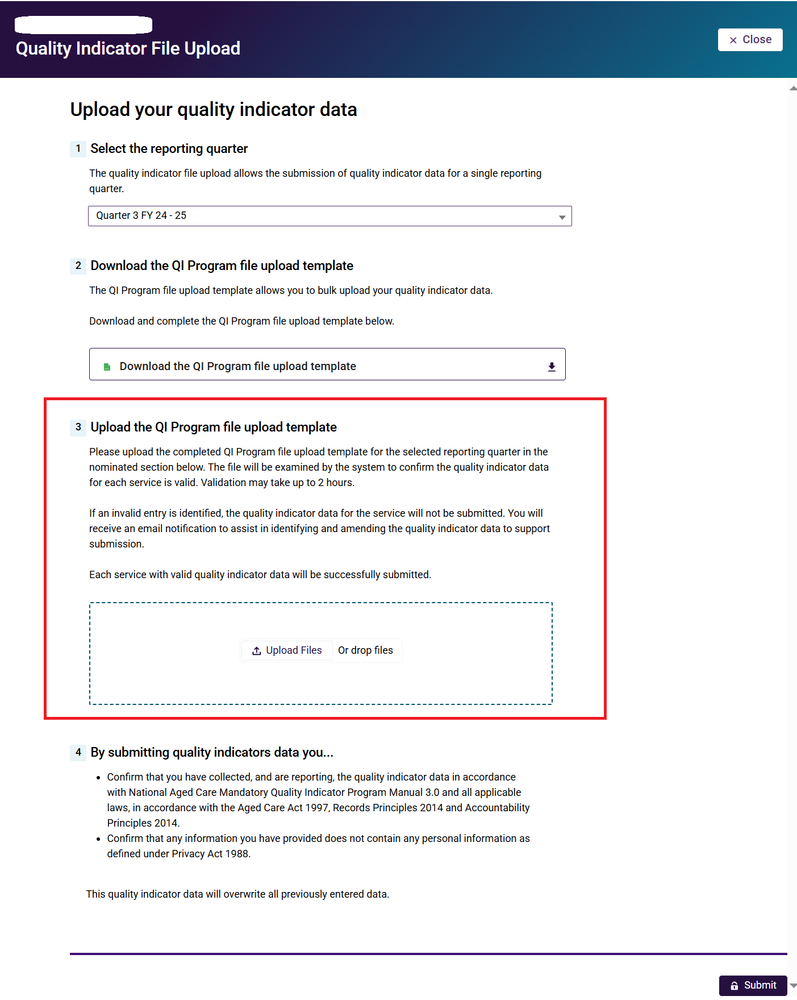 Quality Indicator File Upload
Close
Upload your quality indicator data
1 Select the reporting quarter
The quality indicator file upload allows the submission of quality indicator data for a single reporting
quarter.
Quarter 3 FY 24 - 25
2 Download the QI Program file upload template
The QI Program file upload template allows you to bulk upload your quality indicator data.
Download and complete the QI Program file upload template below.
Download the QI Program file upload template
3 Upload the QI Program file upload template
Please upload the completed QI Program file upload template for the selected reporting quarter in the
nominated section below. The file will be examined by the system to confirm the quality indicator data
for each service is valid. Validation may take up to 2 hours.
If an invalid entry is identified, the quality indicator data for the service will not be submitted. You will
receive an email notification to assist in identifying and amending the quality indicator data to support
submission.
Each service with valid quality indicator data will be successfully submitted.
Upload Files Or drop files
4 By submitting quality indicators data you...
• Confirm that you have collected, and are reporting, the quality indicator data in accordance
with National Aged Care Mandatory Quality Indicator Program Manual 3.0 and all applicable
laws, in accordance with the Aged Care Act 1997, Records Principles 2014 and Accountability
Principles 2014.
• Confirm that any information you have provided does not contain any personal information as
defined under Privacy Act 1988.
This quality indicator data will overwrite all previously entered data.
Submit